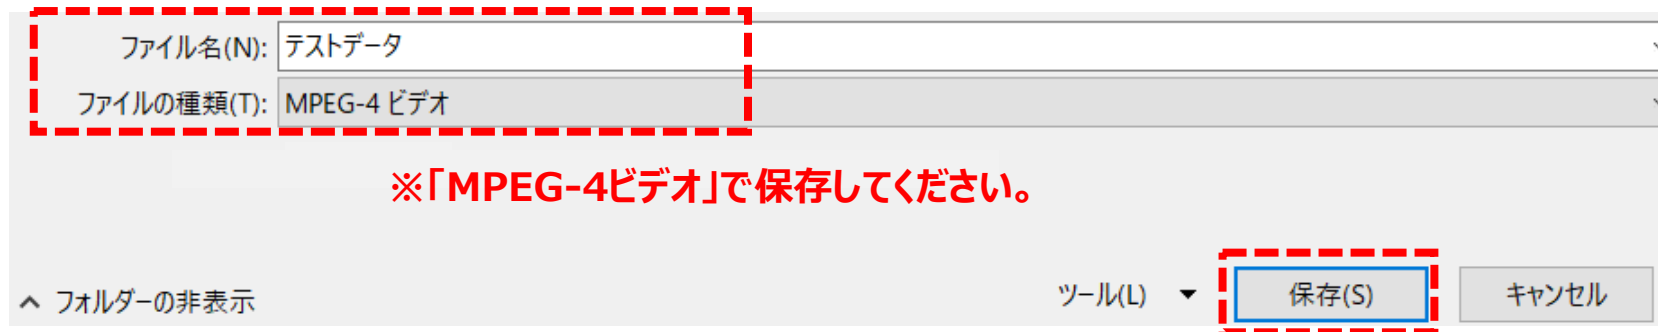 ファイル名(N): テストデータ
ファイルの種類(T): MPEG-4 ビデオ
※「MPEG-4ビデオ」で保存してください。
フォルダーの非表示 ツール(L) 保存(S) キャンセル